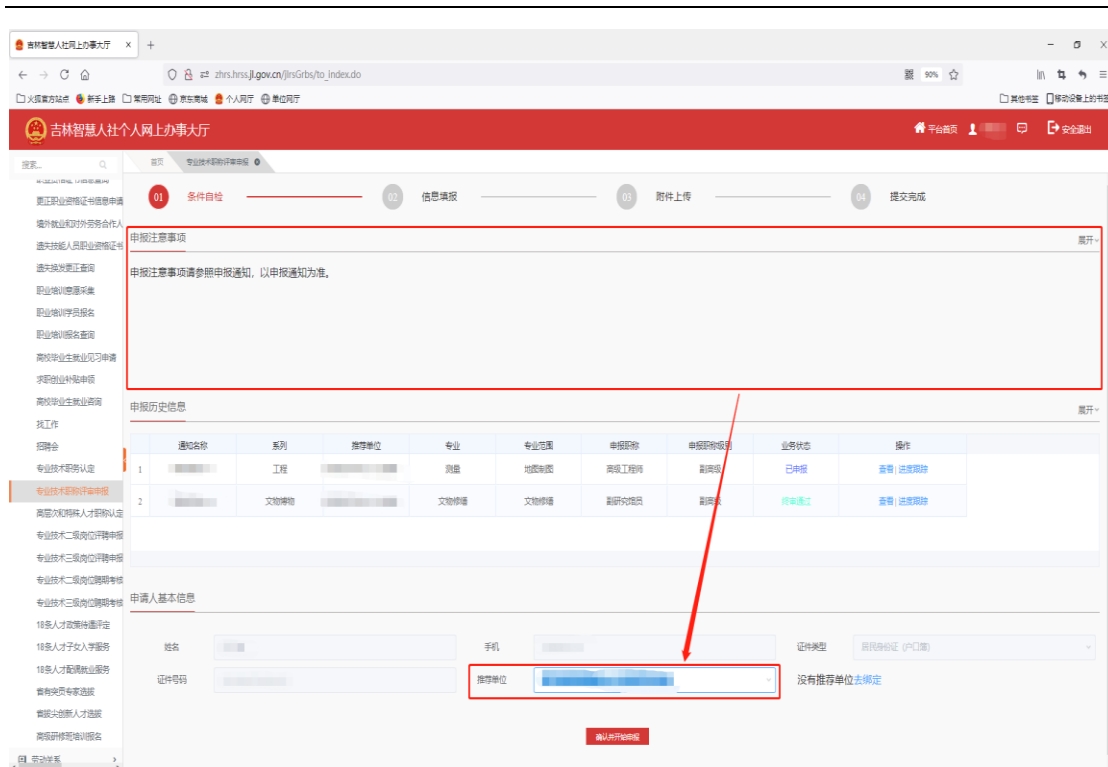 吉林智慧人社网上办事大厅
zhrs.hrss.jl.gov.cn/jlrsGrbs/to_index.do
90%
火狐官方站点 新手上路 常用网址 京东商城 个人网厅 单位网厅
其他书签 移动设备上的书签
吉林智慧人社个人网上办事大厅
平台首页
安全退出
搜索...
首页 专业技术职称评审申报
更正职业资格证书信息申请
境外就业和对外劳务合作人
遗失技能人员职业资格证书
遗失换发更正查询
职业培训意愿采集
职业培训学员报名
职业培训报名查询
高校毕业生就业见习申请
求职创业补贴申领
高校毕业生就业咨询
找工作
招聘会
专业技术职务认定
专业技术职称评审申报
高层次和特殊人才职称认定
专业技术二级岗位评聘申报
专业技术三级岗位评聘申报
专业技术二级岗位聘期考核
专业技术三级岗位聘期考核
18条人才政策待遇评定
18条人才子女入学服务
18条人才配偶就业服务
省有突贡专家选拔
省拔尖创新人才选拔
高级研修班培训报名
劳动关系
01 条件自检 02 信息填报 03 附件上传 04 提交完成
申报注意事项 展开
申报注意事项请参照申报通知，以申报通知为准。
申报历史信息 展开
通知名称 系列 推荐单位 专业 专业范围 申报职称 申报职称级别 业务状态 操作
1 工程 测量 地图制图 高级工程师 副高级 已申报 查看 | 进度跟踪
2 文物博物 文物修缮 文物修缮 副研究馆员 副高级 查看 | 进度跟踪
申请人基本信息
姓名 手机 证件类型 居民身份证（户口簿）
证件号码 推荐单位 没有推荐单位去绑定
确认并开始申报